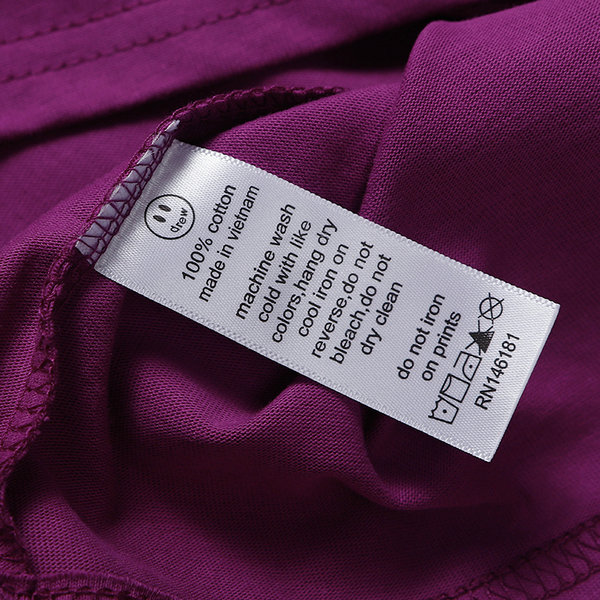 drew
100% cotton
made in vietnam
machine wash
cold with like
colors,hang dry
cool iron on
reverse,do not
bleach,do not
dry clean
do not iron
on prints
RN146181